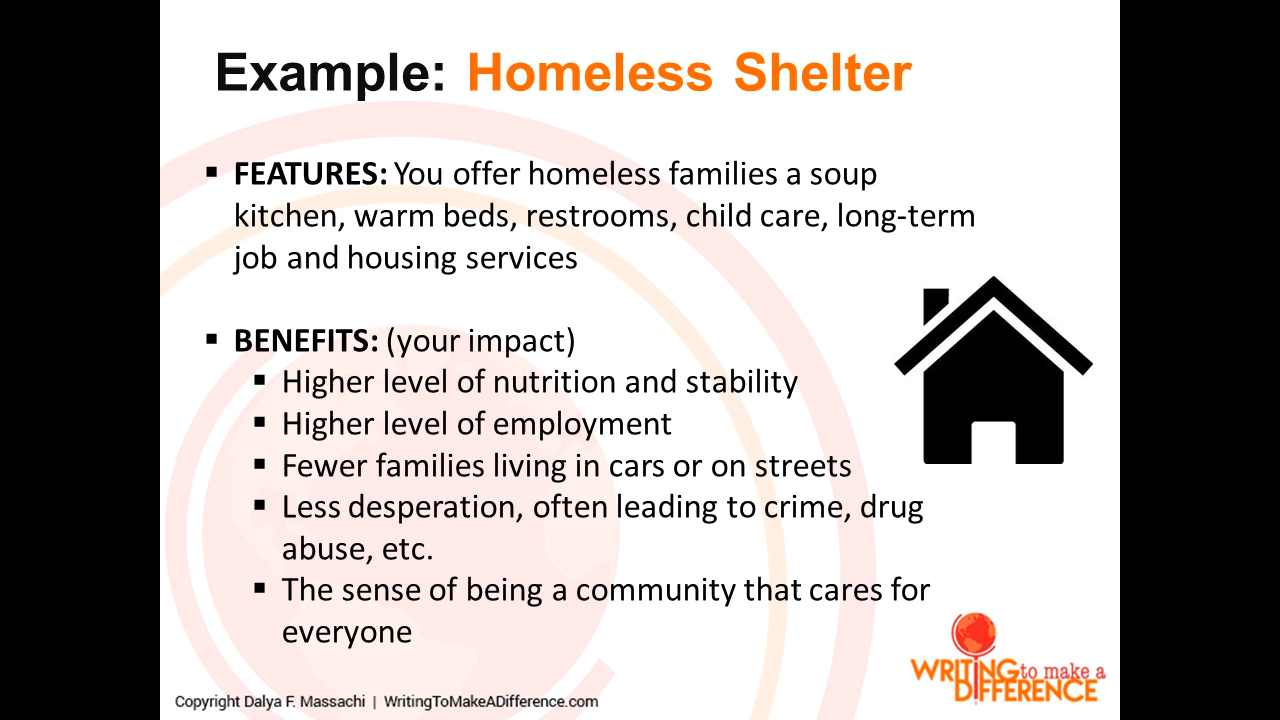 Example: Homeless Shelter
▪ FEATURES: You offer homeless families a soup
kitchen, warm beds, restrooms, child care, long-term
job and housing services
▪ BENEFITS: (your impact)
▪ Higher level of nutrition and stability
▪ Higher level of employment
▪ Fewer families living in cars or on streets
▪ Less desperation, often leading to crime, drug
abuse, etc.
▪ The sense of being a community that cares for
everyone
WRITING to make a
DIFFERENCE
Copyright Dalya F. Massachi | WritingToMakeADifference.com